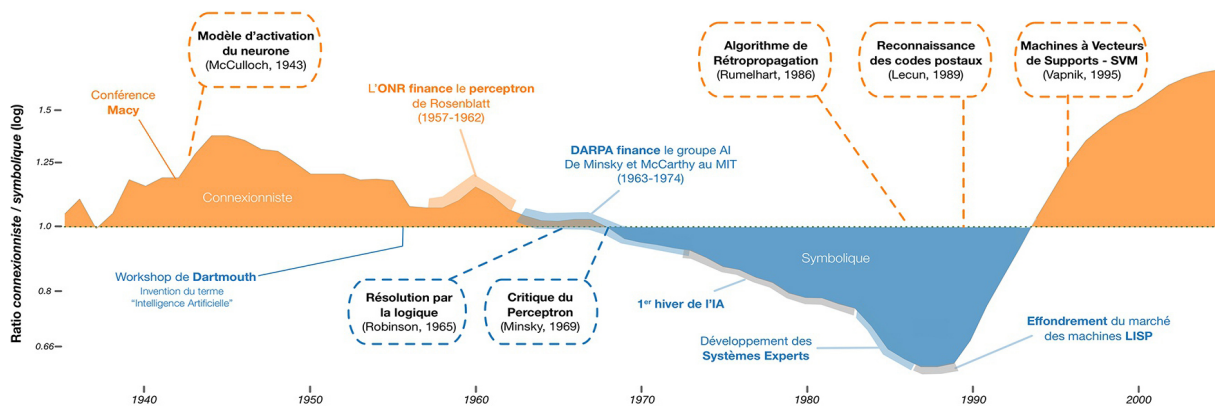 Modèle d'activation
du neurone
(McCulloch, 1943)
Algorithme de
Rétropropagation
(Rumelhart, 1986)
Reconnaissance
des codes postaux
(Lecun, 1989)
Machines à Vecteurs
de Supports - SVM
(Vapnik, 1995)
Conférence
Macy
L'ONR finance le perceptron
de Rosenblatt
(1957-1962)
DARPA finance le groupe AI
De Minsky et McCarthy au MIT
(1963-1974)
Ratio connexionniste / symbolique (log)
1.5
1.25
1.0
0.8
0.66
Connexionniste
Symbolique
Workshop de Dartmouth
Invention du terme
"Intelligence Artificielle"
Résolution par
la logique
(Robinson, 1965)
Critique du
Perceptron
(Minsky, 1969)
1er hiver de l'IA
Développement des
Systèmes Experts
Effondrement du marché
des machines LISP
1940
1950
1960
1970
1980
1990
2000